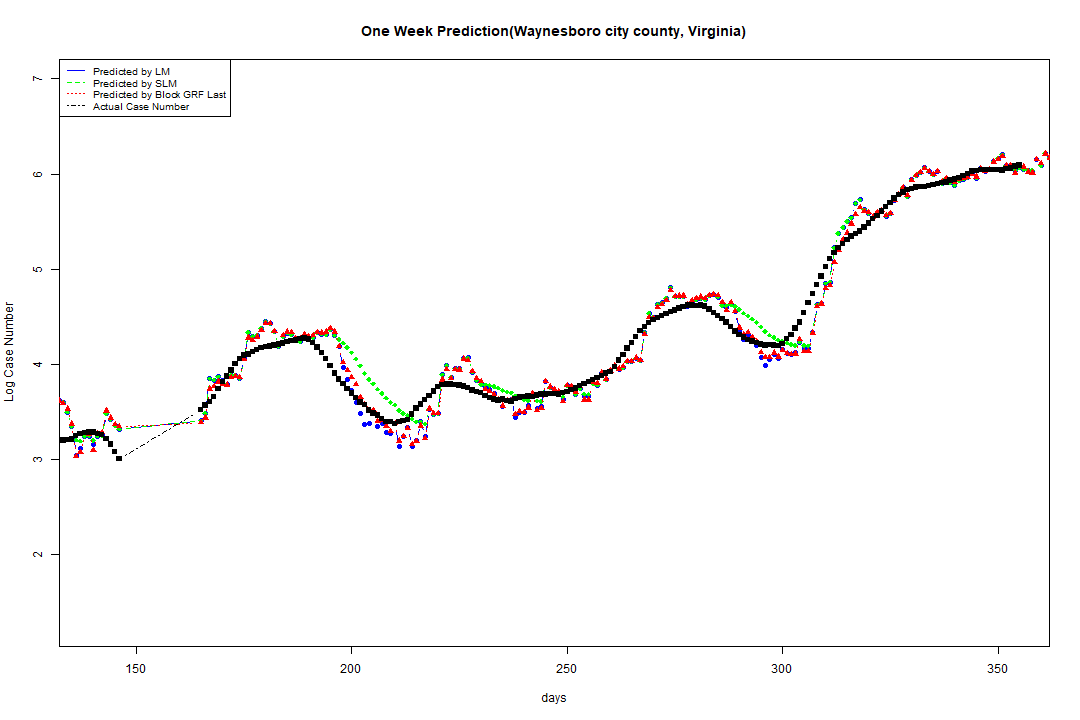 One Week Prediction(Waynesboro city county, Virginia)
Predicted by LM
Predicted by SLM
Predicted by Block GRF Last
Actual Case Number
7
6
5
4
3
2
Log Case Number
150 200 250 300 350
days